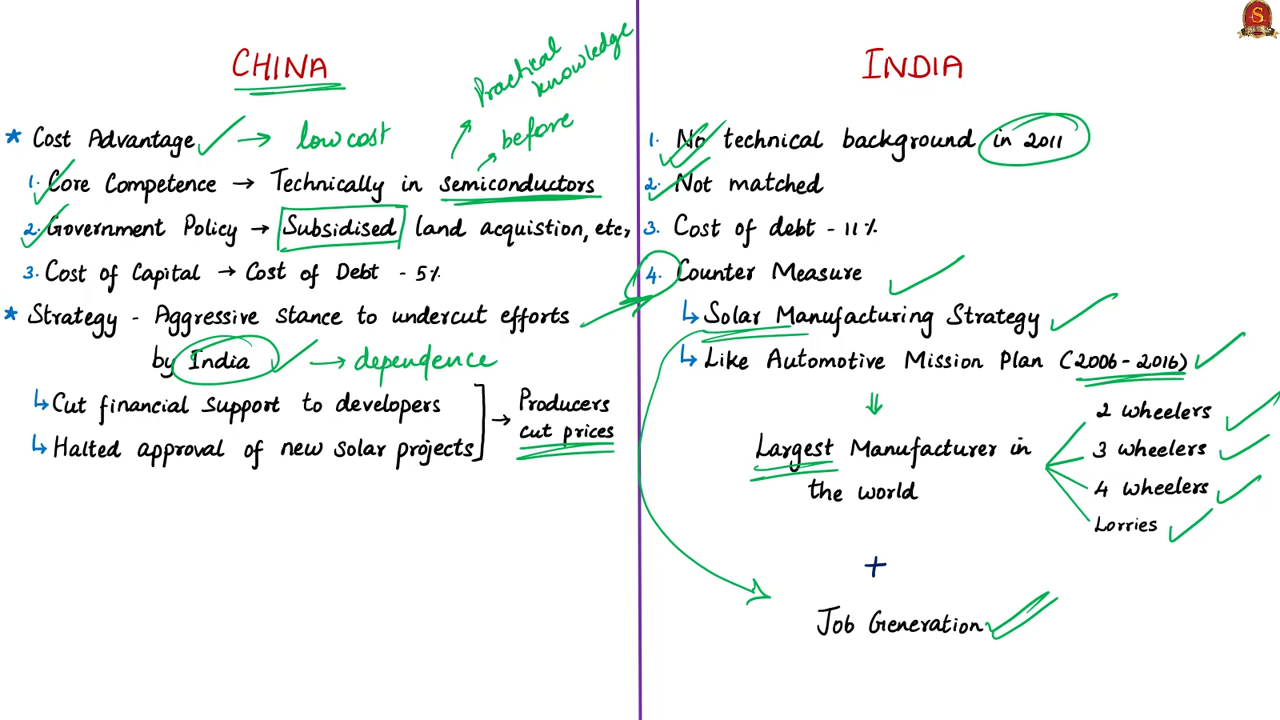 CHINA
Practical
knowledge
* Cost Advantage → low cost
before
1. Core Competence → Technically in semiconductors
2. Government Policy → Subsidised (land acquistion, etc,
3. Cost of Capital → Cost of Debt - 5%
* Strategy - Aggressive stance to undercut efforts
by India → dependence
↳ Cut financial support to developers
↳ Halted approval of new solar projects
→ Producers
cut prices
INDIA
1. No technical background in 2011
2. Not matched
3. Cost of debt - 11%
4. Counter Measure
↳ Solar Manufacturing Strategy
↳ Like Automotive Mission Plan (2006 - 2016)
⇓
Largest Manufacturer in
the world
2 wheelers
3 wheelers
4 wheelers
Lorries
+
Job Generation